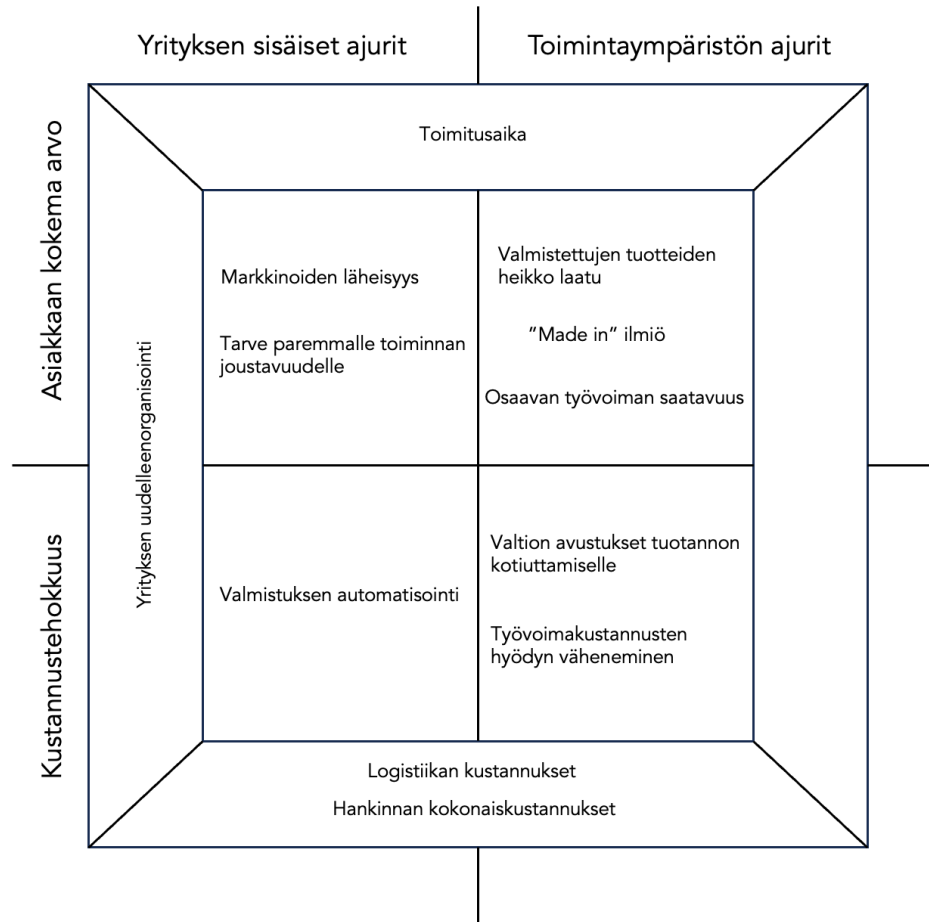 Yrityksen sisäiset ajurit
Toimintaympäristön ajurit
Toimitusaika
Asiakkaan kokema arvo
Yrityksen uudelleenorganisointi
Markkinoiden läheisyys
Tarve paremmalle toiminnan
joustavuudelle
Valmistettujen tuotteiden
heikko laatu
”Made in” ilmiö
Osaavan työvoiman saatavuus
Kustannustehokkuus
Valmistuksen automatisointi
Valtion avustukset tuotannon
kotiuttamiselle
Työvoimakustannusten
hyödyn väheneminen
Logistiikan kustannukset
Hankinnan kokonaiskustannukset